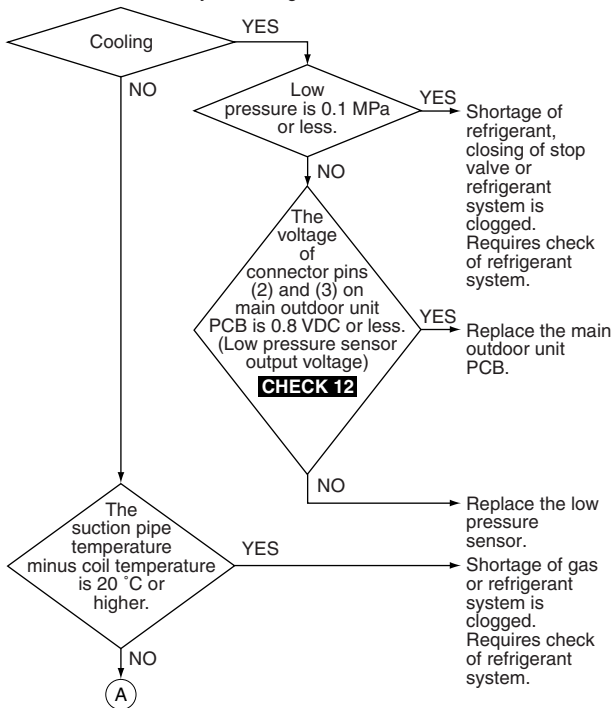 Cooling
YES
NO
Low
pressure is 0.1 MPa
or less.
YES
Shortage of
refrigerant,
closing of stop
valve or
refrigerant
system is
clogged.
Requires check
of refrigerant
system.
NO
The
voltage
of
connector pins
(2) and (3) on
main outdoor unit
PCB is 0.8 VDC or less.
(Low pressure sensor
output voltage)
CHECK 12
YES
Replace the main
outdoor unit
PCB.
NO
Replace the low
pressure
sensor.
The
suction pipe
temperature
minus coil temperature
is 20 ˚C or
higher.
YES
Shortage of gas
or refrigerant
system is
clogged.
Requires check
of refrigerant
system.
NO
A